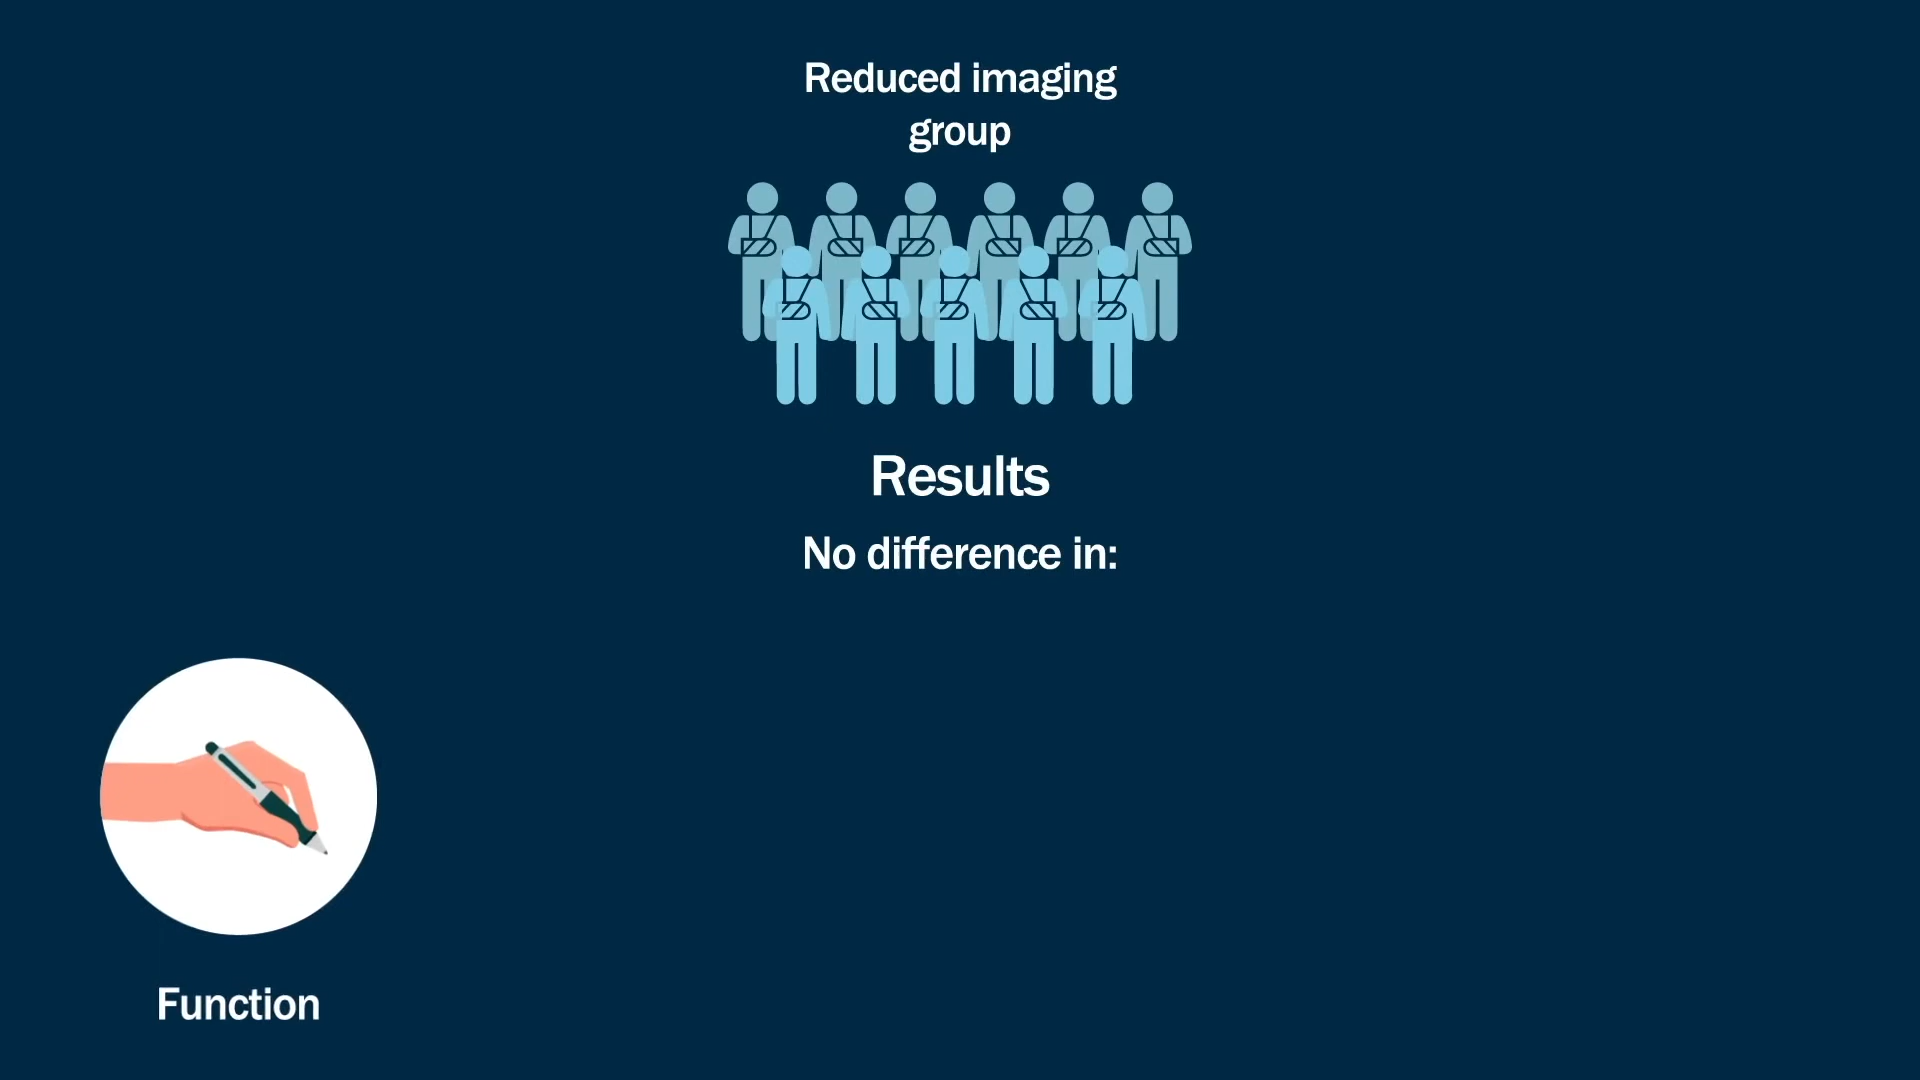 Reduced imaging
group
Results
No difference in:
Function